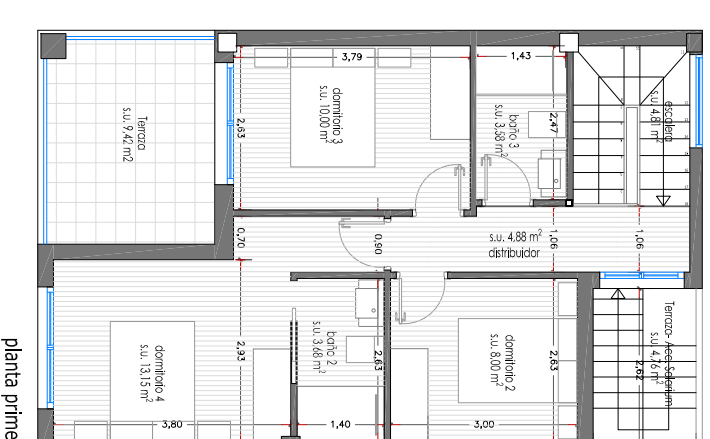 3,79
1,43
Terraza
s.u. 9,42 m2
2,63
dormitorio 3
s.u. 10,00 m²
baño 3
s.u. 3,58 m²
2,47
escalera
s.u. 4,81 m²
0,70
0,90
s.u. 4,88 m²
distribuidor
1,06
1,06
planta prime
dormitorio 4
s.u. 13,15 m²
2,93
baño 2
s.u. 3,68 m²
2,63
dormitorio 2
s.u. 8,00 m²
2,63
Terraza- Acc. Solarium
s.u. 4,76 m²
2,62
3,80
1,40
3,00